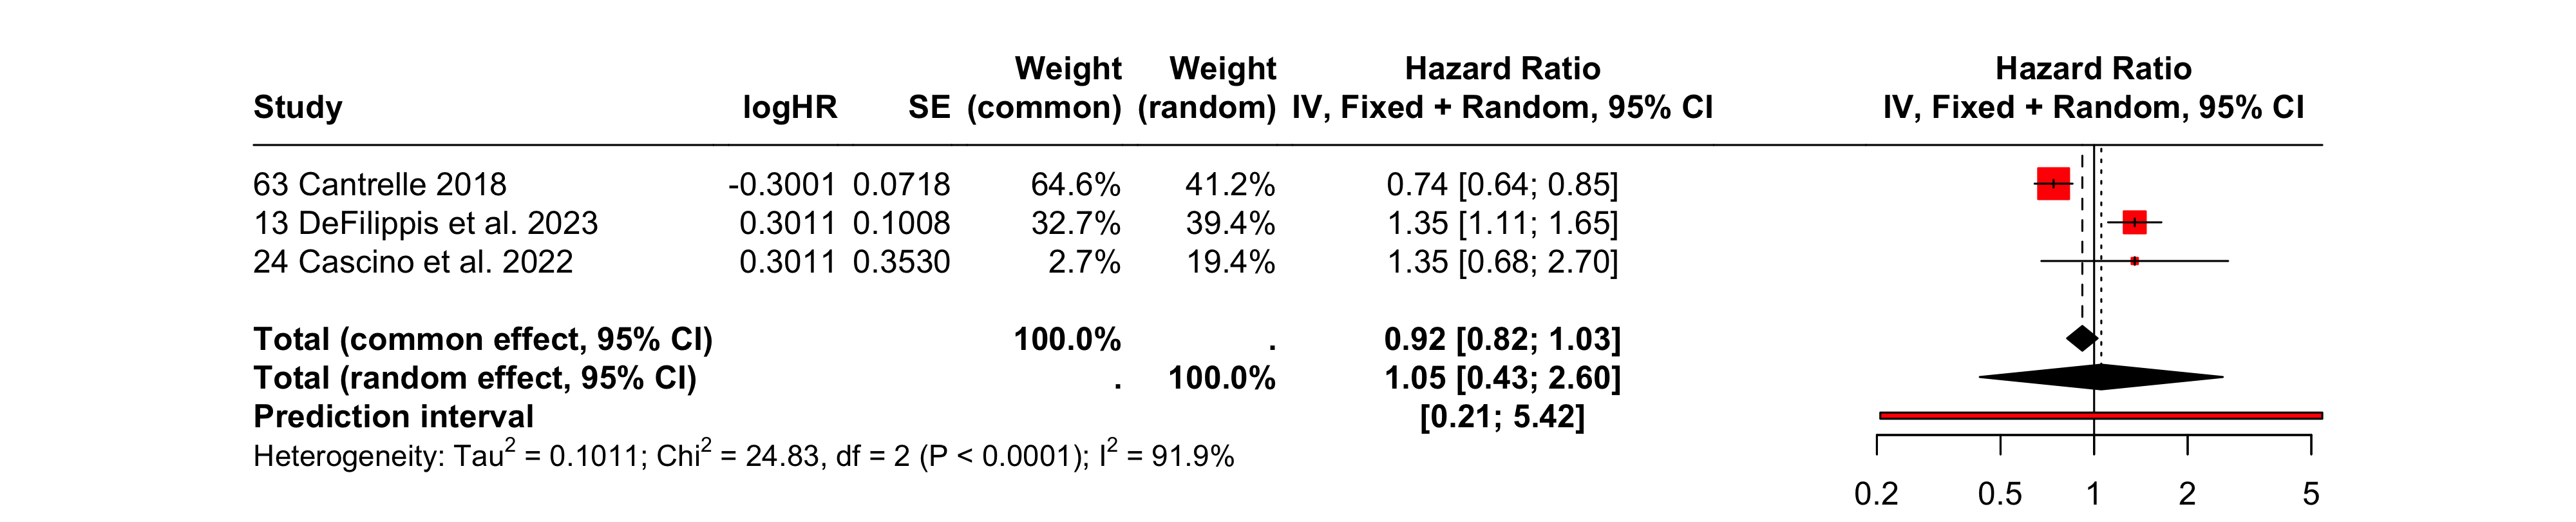 Weight Weight Hazard Ratio Hazard Ratio
Study logHR SE (common) (random) IV, Fixed + Random, 95% CI IV, Fixed + Random, 95% CI
63 Cantrelle 2018 -0.3001 0.0718 64.6% 41.2% 0.74 [0.64; 0.85]
13 DeFilippis et al. 2023 0.3011 0.1008 32.7% 39.4% 1.35 [1.11; 1.65]
24 Cascino et al. 2022 0.3011 0.3530 2.7% 19.4% 1.35 [0.68; 2.70]
Total (common effect, 95% CI) 100.0% . 0.92 [0.82; 1.03]
Total (random effect, 95% CI) . 100.0% 1.05 [0.43; 2.60]
Prediction interval [0.21; 5.42]
Heterogeneity: Tau² = 0.1011; Chi² = 24.83, df = 2 (P < 0.0001); I² = 91.9%
0.2 0.5 1 2 5